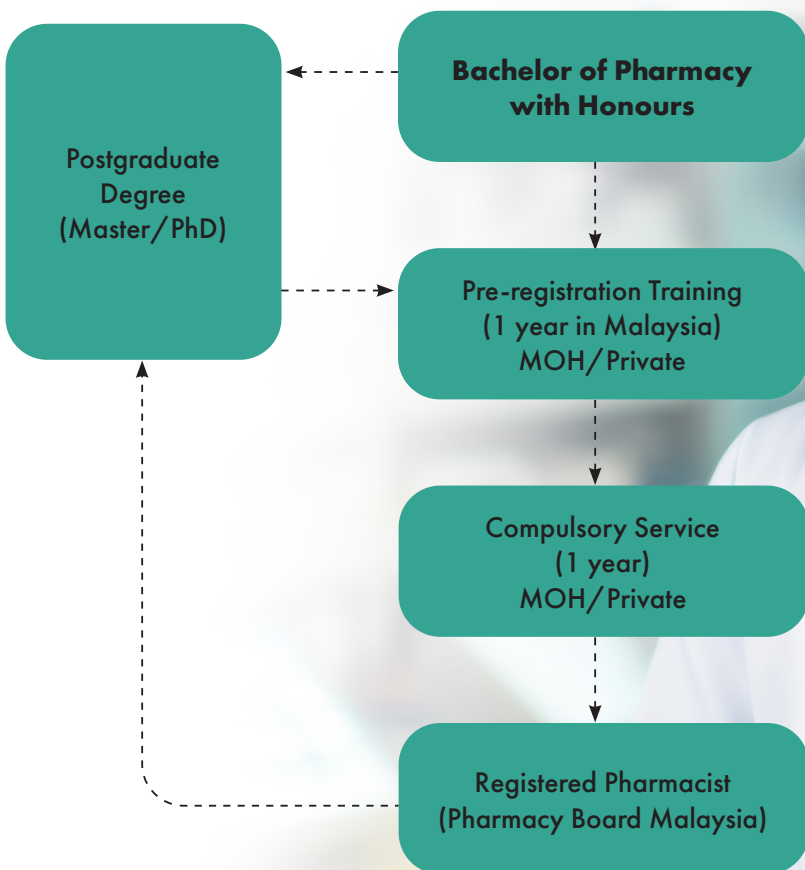 Bachelor of Pharmacy
with Honours
Postgraduate
Degree
(Master/PhD)
Pre-registration Training
(1 year in Malaysia)
MOH/Private
Compulsory Service
(1 year)
MOH/Private
Registered Pharmacist
(Pharmacy Board Malaysia)